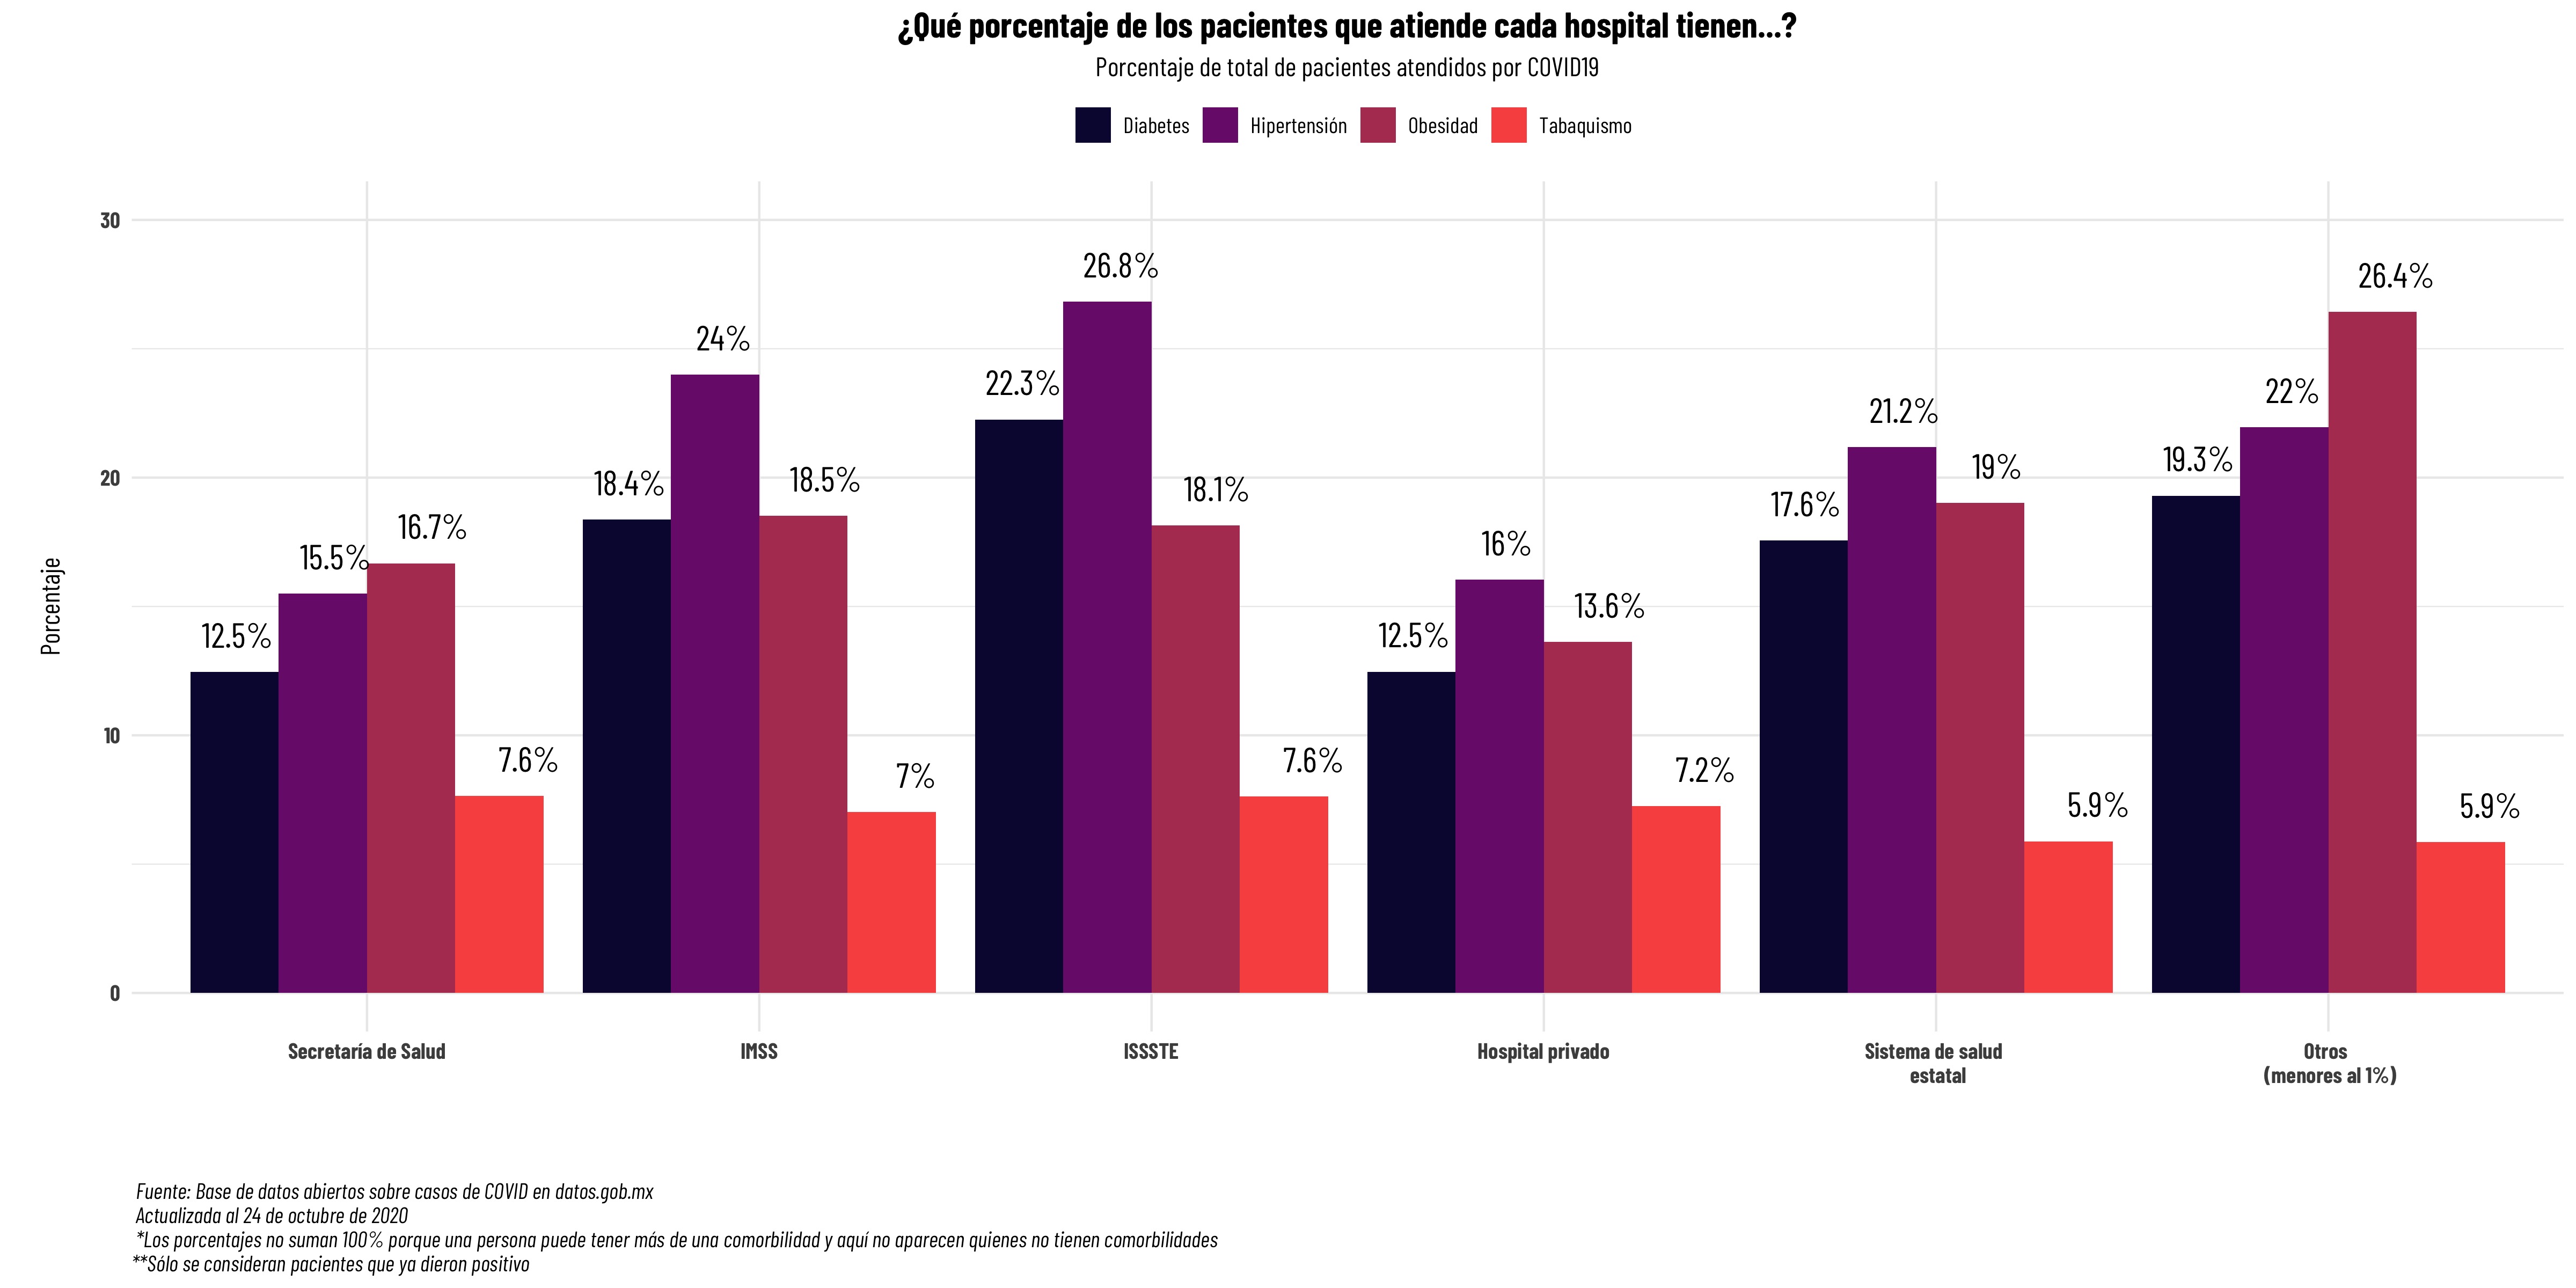 ¿Qué porcentaje de los pacientes que atiende cada hospital tienen...?
Porcentaje de total de pacientes atendidos por COVID19
Diabetes Hipertensión Obesidad Tabaquismo
Porcentaje
30
20
10
0
12.5% 15.5% 16.7% 7.6%
18.4% 24% 18.5% 7%
22.3% 26.8% 18.1% 7.6%
12.5% 16% 13.6% 7.2%
17.6% 21.2% 19% 5.9%
19.3% 22% 26.4% 5.9%
Secretaría de Salud
IMSS
ISSSTE
Hospital privado
Sistema de salud
estatal
Otros
(menores al 1%)
Fuente: Base de datos abiertos sobre casos de COVID en datos.gob.mx
Actualizada al 24 de octubre de 2020
*Los porcentajes no suman 100% porque una persona puede tener más de una comorbilidad y aquí no aparecen quienes no tienen comorbilidades
**Sólo se consideran pacientes que ya dieron positivo